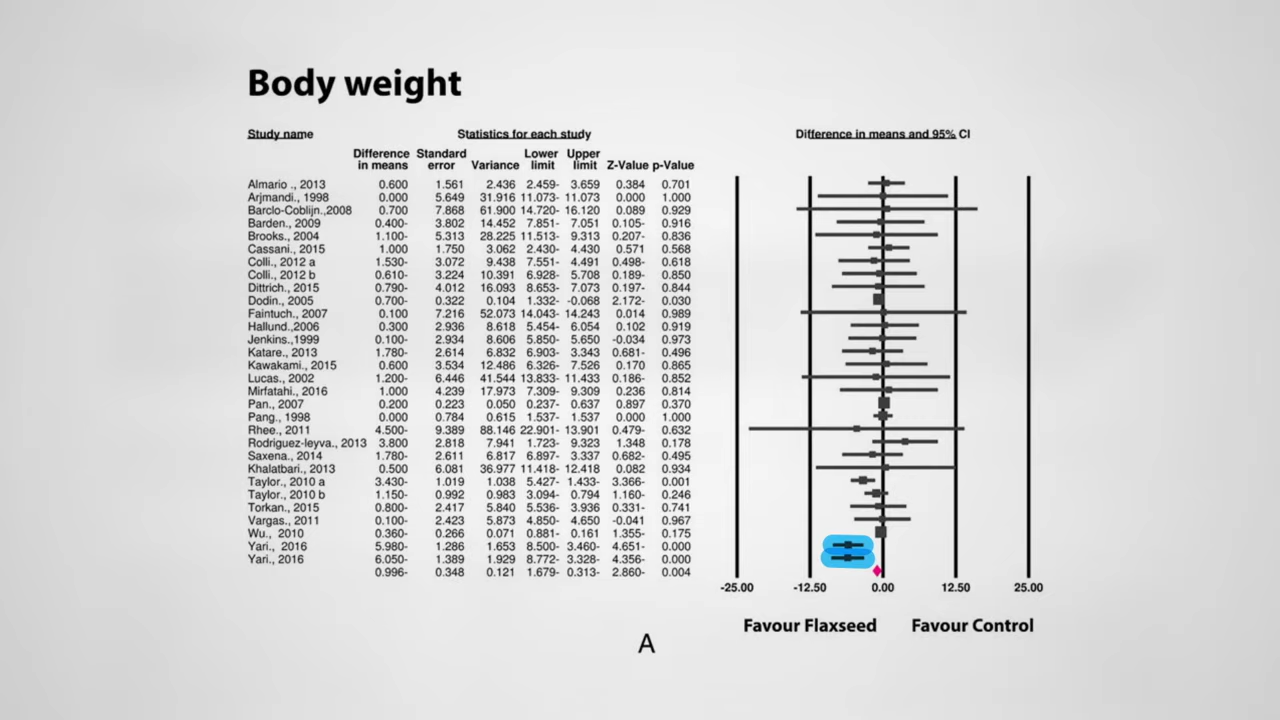 Body weight
Study name Statistics for each study Difference in means and 95% CI
Difference in means Standard error Variance Lower limit Upper limit Z-Value p-Value
Almario ., 2013 0.600 1.561 2.436 2.459- 3.659 0.384 0.701
Arjmandi., 1998 0.000 5.649 31.916 11.073- 11.073 0.000 1.000
Barclo-Coblijn.,2008 0.700 7.868 61.900 14.720- 16.120 0.089 0.929
Barden., 2009 0.400- 3.802 14.452 7.851- 7.051 0.105- 0.916
Brooks., 2004 1.100- 5.313 28.225 11.513- 9.313 0.207- 0.836
Cassani., 2015 1.000 1.750 3.062 2.430- 4.430 0.571 0.568
Colli., 2012 a 1.530- 3.072 9.438 7.551- 4.491 0.498- 0.618
Colli., 2012 b 0.610- 3.224 10.391 6.928- 5.708 0.189- 0.850
Dittrich., 2015 0.790- 4.012 16.093 8.653- 7.073 0.197- 0.844
Dodin., 2005 0.700- 0.322 0.104 1.332- -0.068 2.172- 0.030
Faintuch., 2007 0.100 7.216 52.073 14.043- 14.243 0.014 0.989
Hallund.,2006 0.300 2.936 8.618 5.454- 6.054 0.102 0.919
Jenkins.,1999 0.100- 2.934 8.606 5.850- 5.650 -0.034 0.973
Katare., 2013 1.780- 2.614 6.832 6.903- 3.343 0.681- 0.496
Kawakami., 2015 0.600 3.534 12.486 6.326- 7.526 0.170 0.865
Lucas., 2002 1.200- 6.446 41.544 13.833- 11.433 0.186- 0.852
Mirfatahi., 2016 1.000 4.239 17.973 7.309- 9.309 0.236 0.814
Pan., 2007 0.200 0.223 0.050 0.237- 0.637 0.897 0.370
Pang., 1998 0.000 0.784 0.615 1.537- 1.537 0.000 1.000
Rhee., 2011 4.500- 9.389 88.146 22.901- 13.901 0.479- 0.632
Rodriguez-leyva., 2013 3.800 2.818 7.941 1.723- 9.323 1.348 0.178
Saxena., 2014 1.780- 2.611 6.817 6.897- 3.337 0.682- 0.495
Khalatbari., 2013 0.500 6.081 36.977 11.418- 12.418 0.082 0.934
Taylor., 2010 a 3.430- 1.019 1.038 5.427- 1.433- 3.366- 0.001
Taylor., 2010 b 1.150- 0.992 0.983 3.094- 0.794 1.160- 0.246
Torkan., 2015 0.800- 2.417 5.840 5.536- 3.936 0.331- 0.741
Vargas., 2011 0.100- 2.423 5.873 4.850- 4.650 -0.041 0.967
Wu., 2010 0.360- 0.266 0.071 0.881- 0.161 1.355- 0.175
Yari., 2016 5.980- 1.286 1.653 8.500- 3.460- 4.651- 0.000
Yari., 2016 6.050- 1.389 1.929 8.772- 3.328- 4.356- 0.000
0.996- 0.348 0.121 1.679- 0.313- 2.860- 0.004
-25.00 -12.50 0.00 12.50 25.00
Favour Flaxseed Favour Control
A